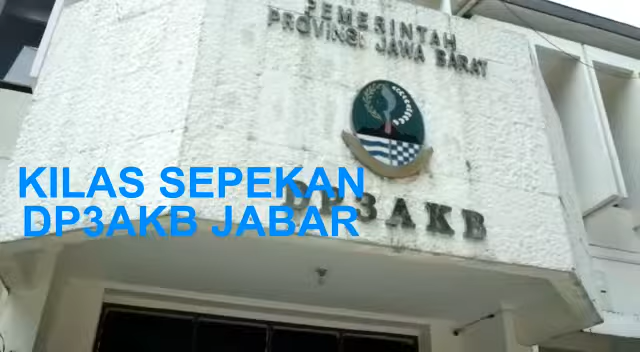 PEMERINTAH
PROVINSI JAWA BARAT
DP3AKB
KILAS SEPEKAN
DP3AKB JABAR